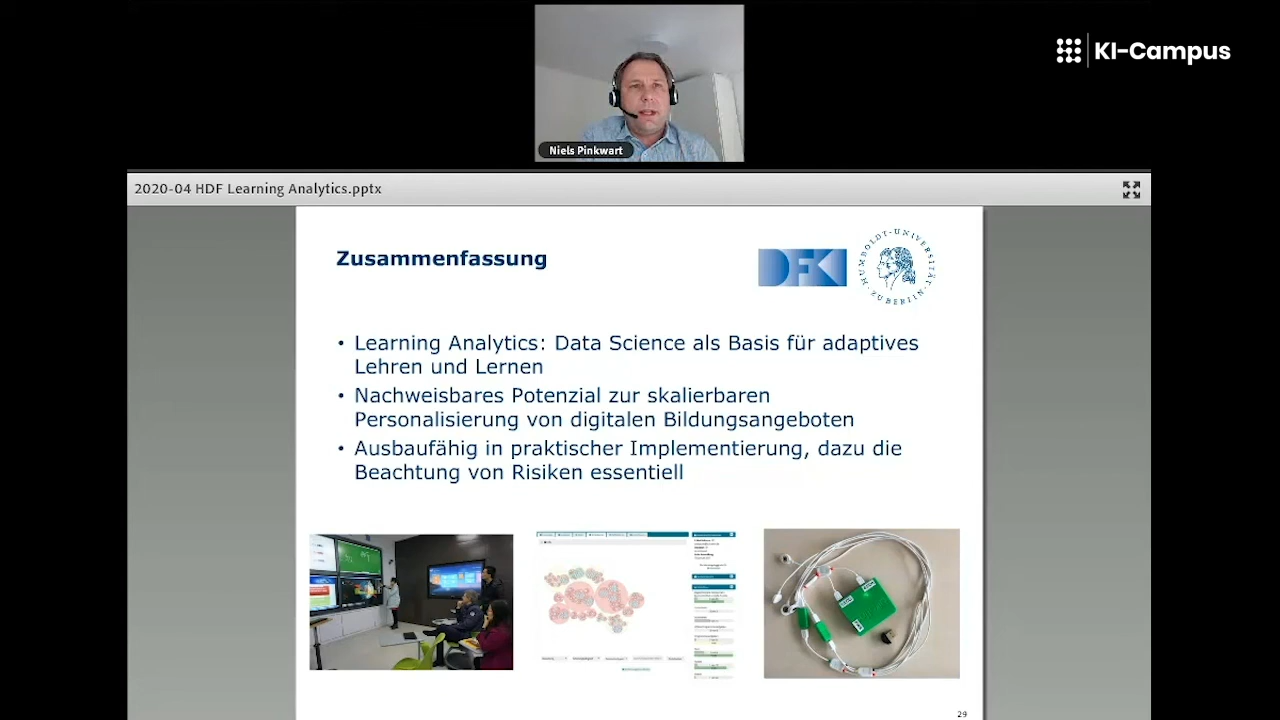 KI-Campus
Niels Pinkwart
2020-04 HDF Learning Analytics.pptx
Zusammenfassung
DFKI
HUMBOLDT-UNIVERSITÄT ZU BERLIN
• Learning Analytics: Data Science als Basis für adaptives
Lehren und Lernen
• Nachweisbares Potenzial zur skalierbaren
Personalisierung von digitalen Bildungsangeboten
• Ausbaufähig in praktischer Implementierung, dazu die
Beachtung von Risiken essentiell
29